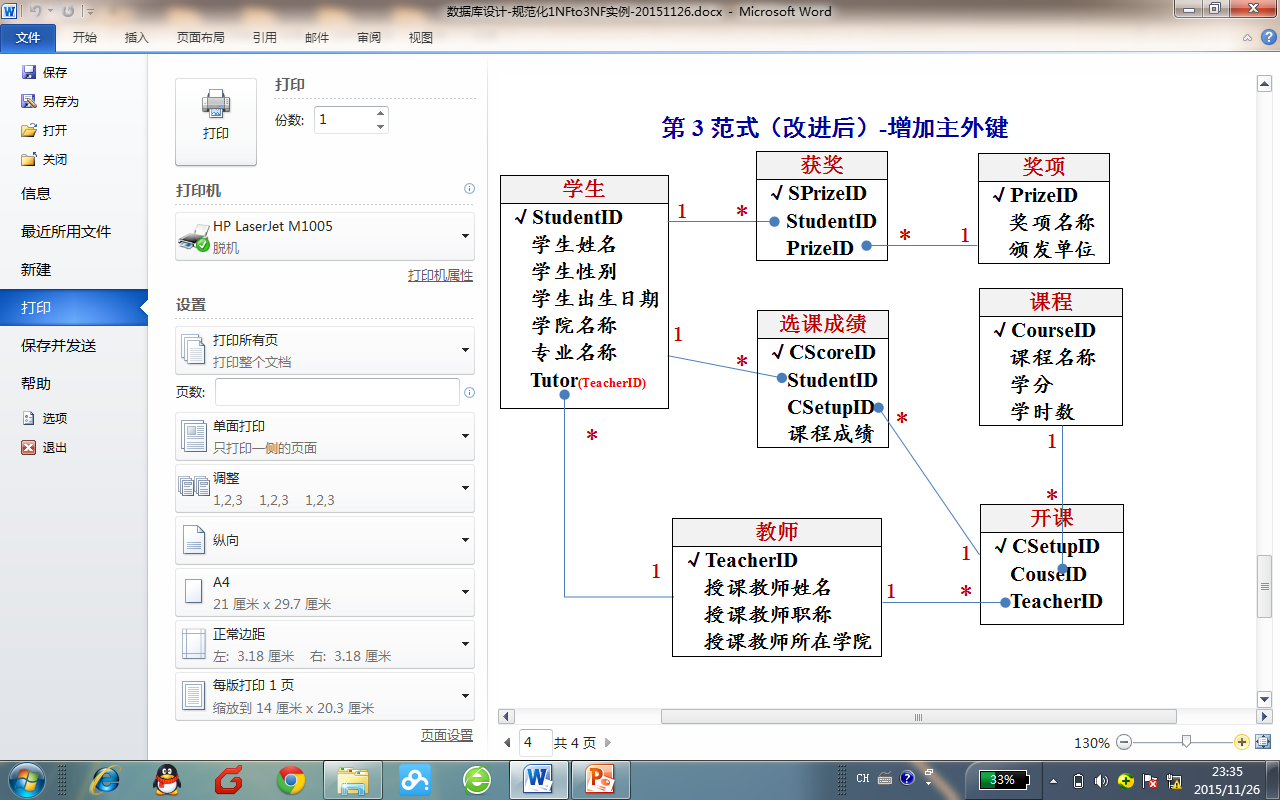 数据库设计-规范化1NFto3NF实例-20151126.docx - Microsoft Word
文件 开始 插入 页面布局 引用 邮件 审阅 视图
保存
另存为
打开
关闭
信息
最近所用文件
新建
打印
保存并发送
帮助
选项
退出
打印
打印
份数: 1
打印机
HP LaserJet M1005
脱机
打印机属性
设置
打印所有页
打印整个文档
页数:
单面打印
只打印一侧的页面
调整
1,2,3 1,2,3 1,2,3
纵向
A4
21 厘米 x 29.7 厘米
正常边距
左: 3.18 厘米 右: 3.18 厘米
每版打印 1 页
缩放到 14 厘米 x 20.3 厘米
页面设置
第 3 范式（改进后）-增加主外键
学生
√ StudentID
学生姓名
学生性别
学生出生日期
学院名称
专业名称
Tutor(TeacherID)
获奖
√ SPrizeID
StudentID
PrizeID
奖项
√ PrizeID
奖项名称
颁发单位
选课成绩
√ CScoreID
StudentID
CSetupID
课程成绩
课程
√ CourseID
课程名称
学分
学时数
教师
√ TeacherID
授课教师姓名
授课教师职称
授课教师所在学院
开课
√ CSetupID
CouseID
TeacherID
1 *
* 1
1 *
* 1
1 *
* 1
1 *
4 共 4 页
130%
CH
33%
23:35
2015/11/26